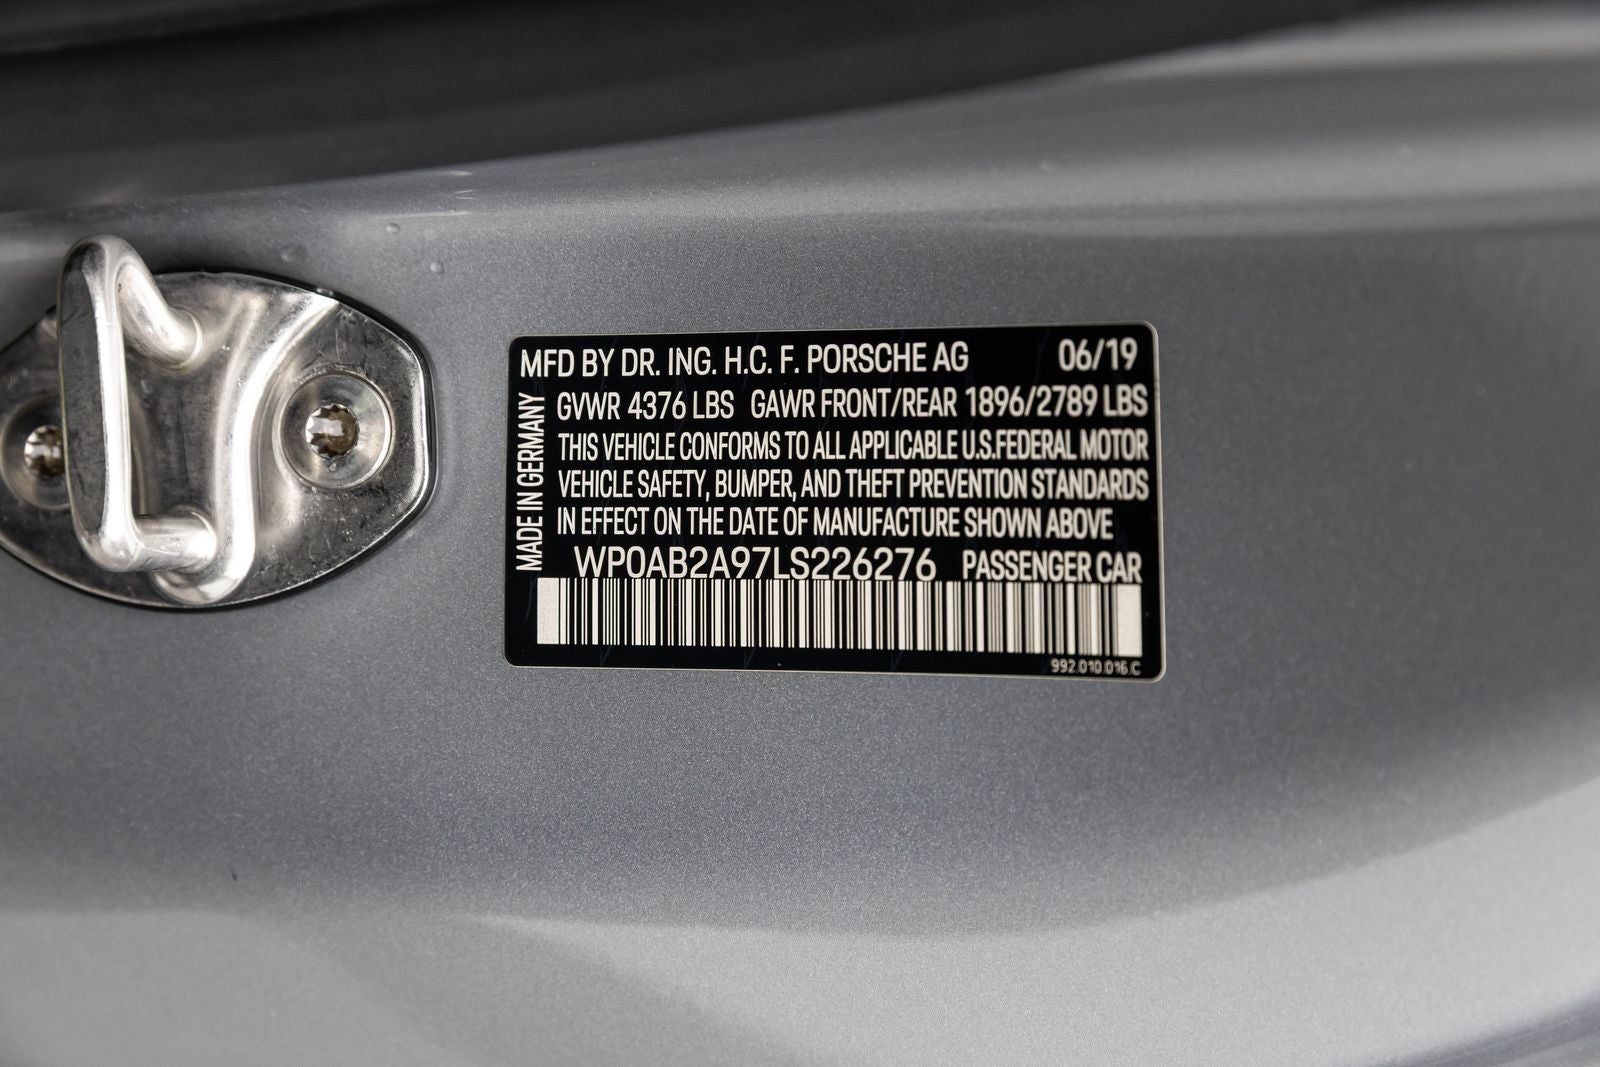 MFD BY DR. ING. H.C. F. PORSCHE AG 06/19
GVWR 4376 LBS GAWR FRONT/REAR 1896/2789 LBS
THIS VEHICLE CONFORMS TO ALL APPLICABLE U.S.FEDERAL MOTOR
VEHICLE SAFETY, BUMPER, AND THEFT PREVENTION STANDARDS
IN EFFECT ON THE DATE OF MANUFACTURE SHOWN ABOVE
WP0AB2A97LS226276 PASSENGER CAR
992.010.016.C
MADE IN GERMANY